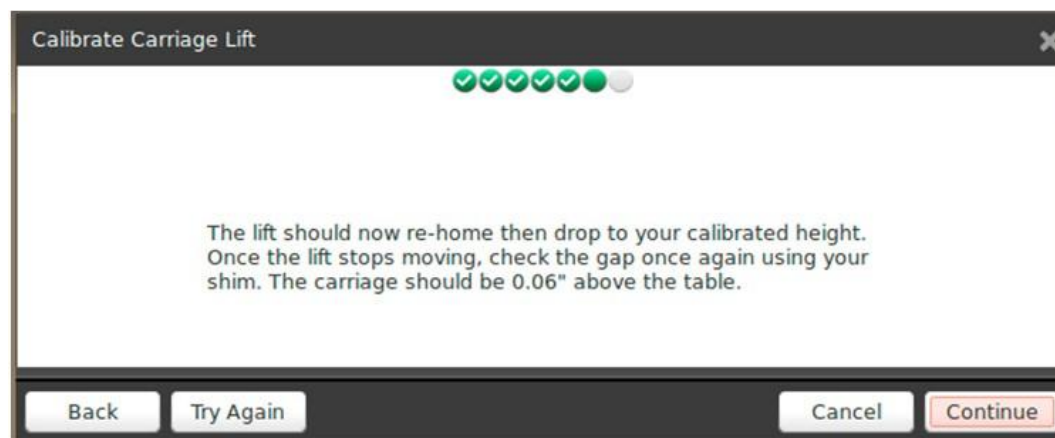 Calibrate Carriage Lift
The lift should now re-home then drop to your calibrated height.
Once the lift stops moving, check the gap once again using your
shim. The carriage should be 0.06" above the table.
Back Try Again Cancel Continue